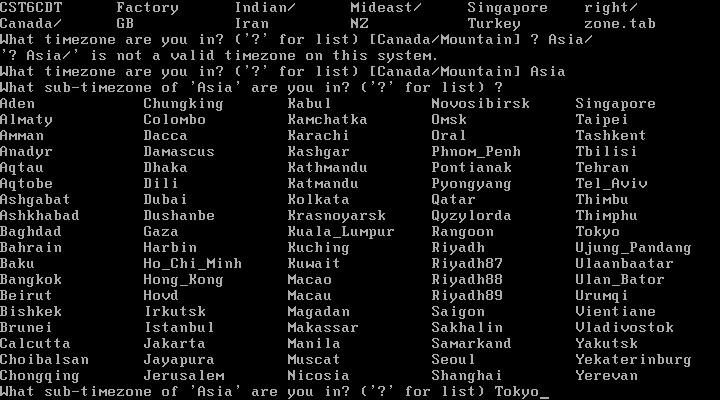 CST6CDT Factory Indian/ Mideast/ Singapore right/
Canada/ GB Iran NZ Turkey zone.tab
What timezone are you in? ('?' for list) [Canada/Mountain] ? Asia/
'? Asia/' is not a valid timezone on this system.
What timezone are you in? ('?' for list) [Canada/Mountain] Asia
What sub-timezone of 'Asia' are you in? ('?' for list) ?
Aden Chungking Kabul Novosibirsk Singapore
Almaty Colombo Kamchatka Omsk Taipei
Amman Dacca Karachi Oral Tashkent
Anadyr Damascus Kashgar Phnom_Penh Tbilisi
Aqtau Dhaka Kathmandu Pontianak Tehran
Aqtobe Dili Katmandu Pyongyang Tel_Aviv
Ashgabat Dubai Kolkata Qatar Thimbu
Ashkhabad Dushanbe Krasnoyarsk Qyzylorda Thimphu
Baghdad Gaza Kuala_Lumpur Rangoon Tokyo
Bahrain Harbin Kuching Riyadh Ujung_Pandang
Baku Ho_Chi_Minh Kuwait Riyadh87 Ulaanbaatar
Bangkok Hong_Kong Macao Riyadh88 Ulan_Bator
Beirut Hovd Macau Riyadh89 Urumqi
Bishkek Irkutsk Magadan Saigon Vientiane
Brunei Istanbul Makassar Sakhalin Vladivostok
Calcutta Jakarta Manila Samarkand Yakutsk
Choibalsan Jayapura Muscat Seoul Yekaterinburg
Chongqing Jerusalem Nicosia Shanghai Yerevan
What sub-timezone of 'Asia' are you in? ('?' for list) Tokyo_